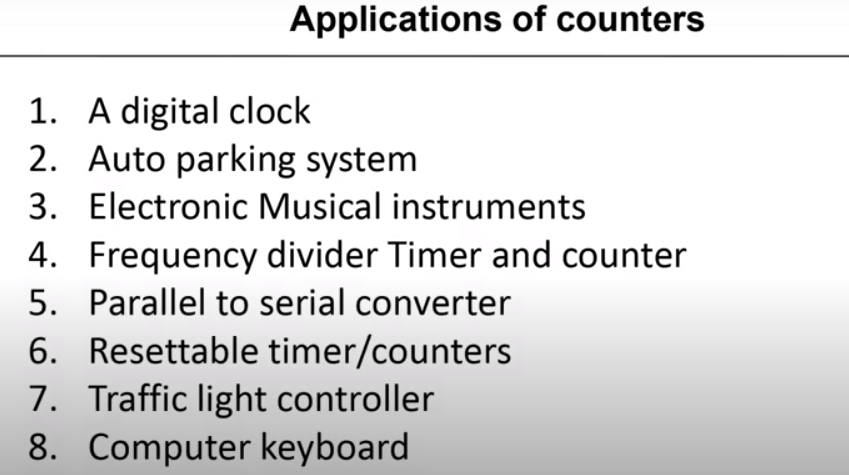 Applications of counters
1. A digital clock
2. Auto parking system
3. Electronic Musical instruments
4. Frequency divider Timer and counter
5. Parallel to serial converter
6. Resettable timer/counters
7. Traffic light controller
8. Computer keyboard